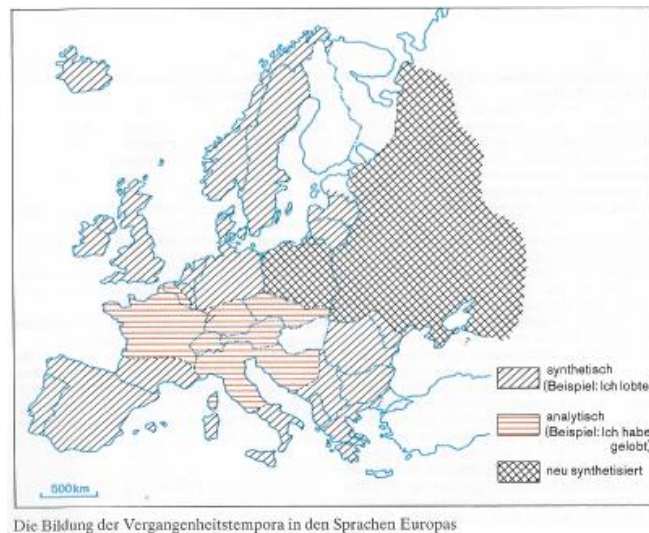 synthetisch
(Beispiel: Ich lobte
analytisch
(Beispiel: Ich habe
gelobt)
neu synthetisiert
?
500km
Die Bildung der Vergangenheitstempora in den Sprachen Europas